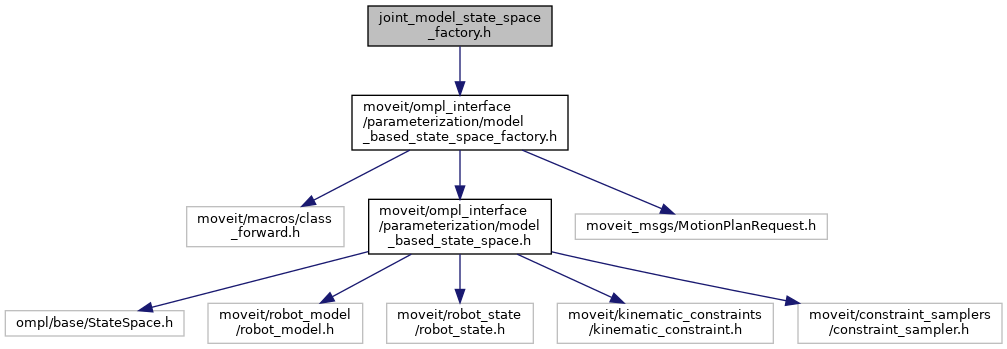 joint_model_state_space
_factory.h
moveit/ompl_interface
/parameterization/model
_based_state_space_factory.h
moveit/macros/class
_forward.h
moveit/ompl_interface
/parameterization/model
_based_state_space.h
moveit_msgs/MotionPlanRequest.h
ompl/base/StateSpace.h
moveit/robot_model
/robot_model.h
moveit/robot_state
/robot_state.h
moveit/kinematic_constraints
/kinematic_constraint.h
moveit/constraint_samplers
/constraint_sampler.h